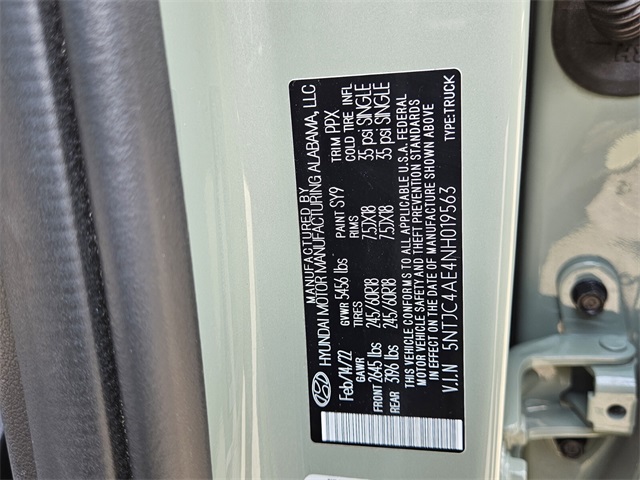 MANUFACTURED BY
HYUNDAI MOTOR MANUFACTURING ALABAMA, LLC
Feb/14/22 GVWR 5456 lbs PAINT SY9 TRIM PPX
GAWR TIRES RIMS COLD TIRE INFL
FRONT 2645 lbs 245/60R18 7.5JX18 35 psi SINGLE
REAR 3196 lbs 245/60R18 7.5JX18 35 psi SINGLE
THIS VEHICLE CONFORMS TO ALL APPLICABLE U.S.A. FEDERAL
MOTOR VEHICLE SAFETY AND THEFT PREVENTION STANDARDS
IN EFFECT ON THE DATE OF MANUFACTURE SHOWN ABOVE
V.I.N 5NTJC4AE4NH019563 TYPE:TRUCK